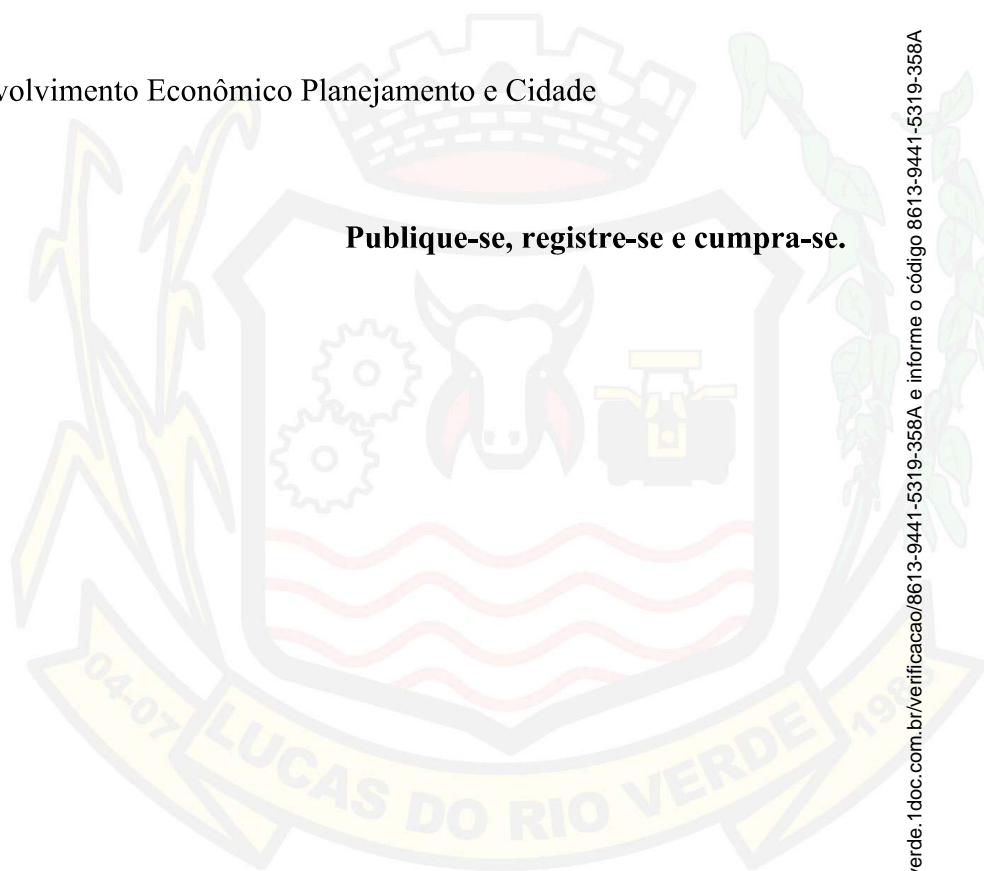 volvimento Econômico Planejamento e Cidade
Publique-se, registre-se e cumpra-se.
04-07
LUCAS DO RIO VERDE
verde.1doc.com.br/verificacao/8613-9441-5319-358A e informe o código 8613-9441-5319-358A